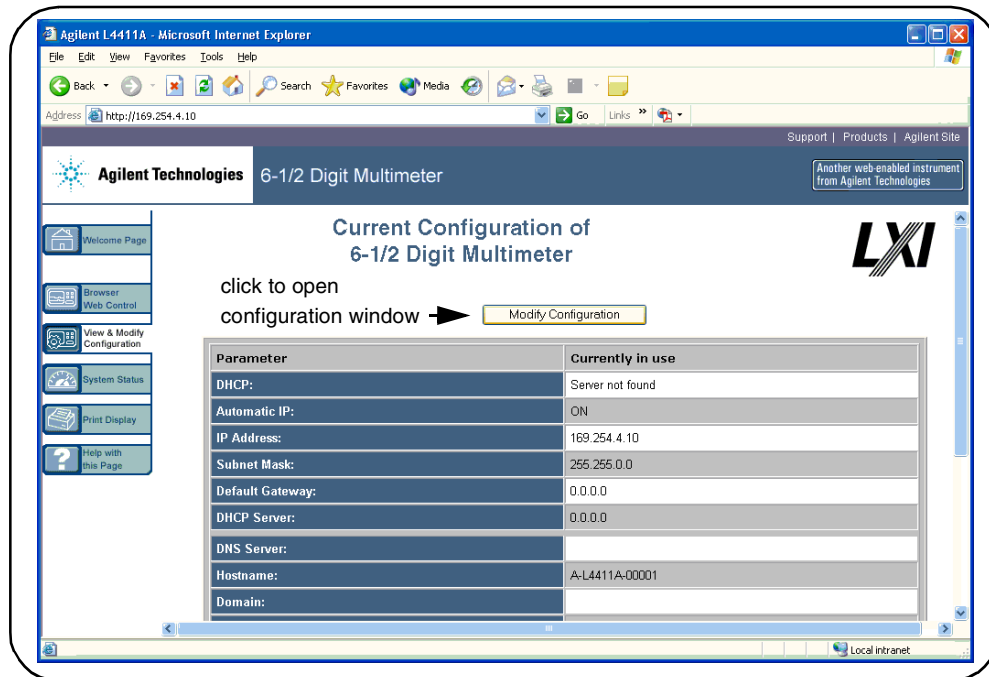 Agilent L4411A - Microsoft Internet Explorer
File Edit View Favorites Tools Help
Back Search Favorites Media
Address http://169.254.4.10 Go Links »
Support | Products | Agilent Site
Agilent Technologies 6-1/2 Digit Multimeter
Another web-enabled instrument
from Agilent Technologies
Welcome Page
Browser
Web Control
View & Modify
Configuration
System Status
Print Display
Help with
this Page
Current Configuration of
6-1/2 Digit Multimeter
LXI
click to open
configuration window
Modify Configuration
Parameter Currently in use
DHCP: Server not found
Automatic IP: ON
IP Address: 169.254.4.10
Subnet Mask: 255.255.0.0
Default Gateway: 0.0.0.0
DHCP Server: 0.0.0.0
DNS Server:
Hostname: A-L4411A-00001
Domain:
Local intranet